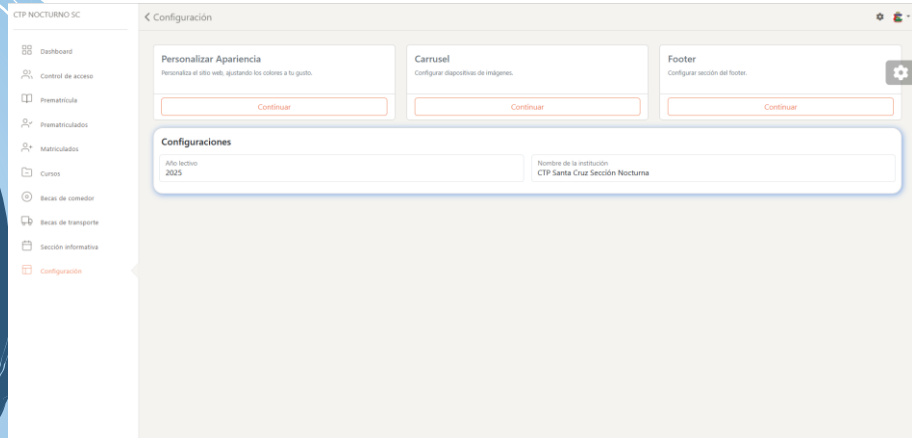 CTP NOCTURNO SC
Dashboard
Control de acceso
Prematrícula
Prematriculados
Matriculados
Cursos
Becas de comedor
Becas de transporte
Sección informativa
Configuración
Configuración
Personalizar Apariencia
Personaliza el sitio web, ajustando los colores a tu gusto.
Continuar
Carrusel
Configurar diapositivas de imágenes.
Continuar
Footer
Configurar sección del footer.
Continuar
Configuraciones
Año lectivo
2025
Nombre de la institución
CTP Santa Cruz Sección Nocturna